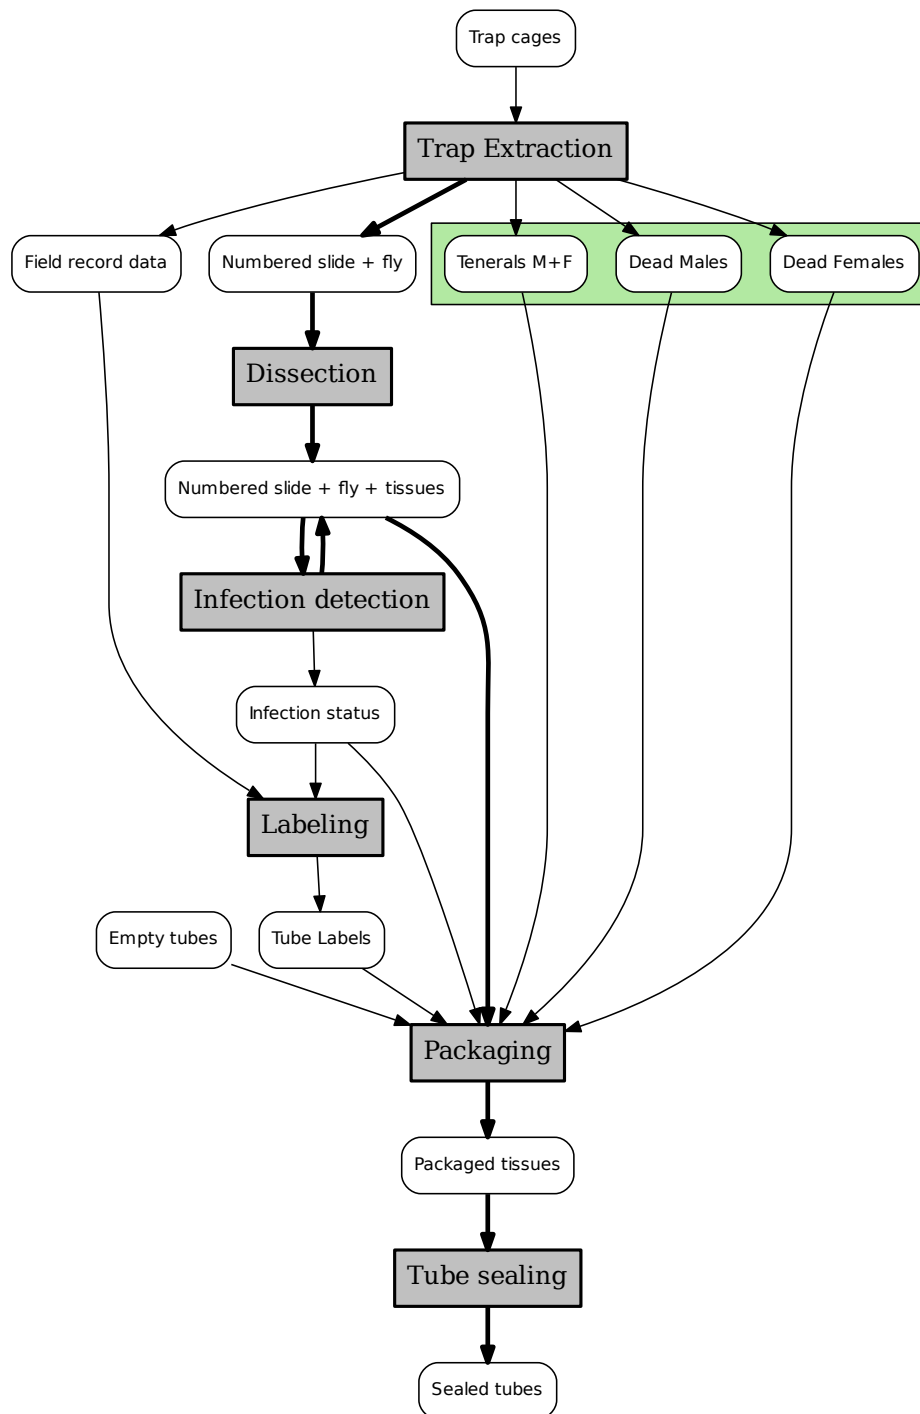 Trap cages
Trap Extraction
Field record data
Numbered slide + fly
Tenerals M+F
Dead Males
Dead Females
Dissection
Numbered slide + fly + tissues
Infection detection
Infection status
Labeling
Empty tubes
Tube Labels
Packaging
Packaged tissues
Tube sealing
Sealed tubes